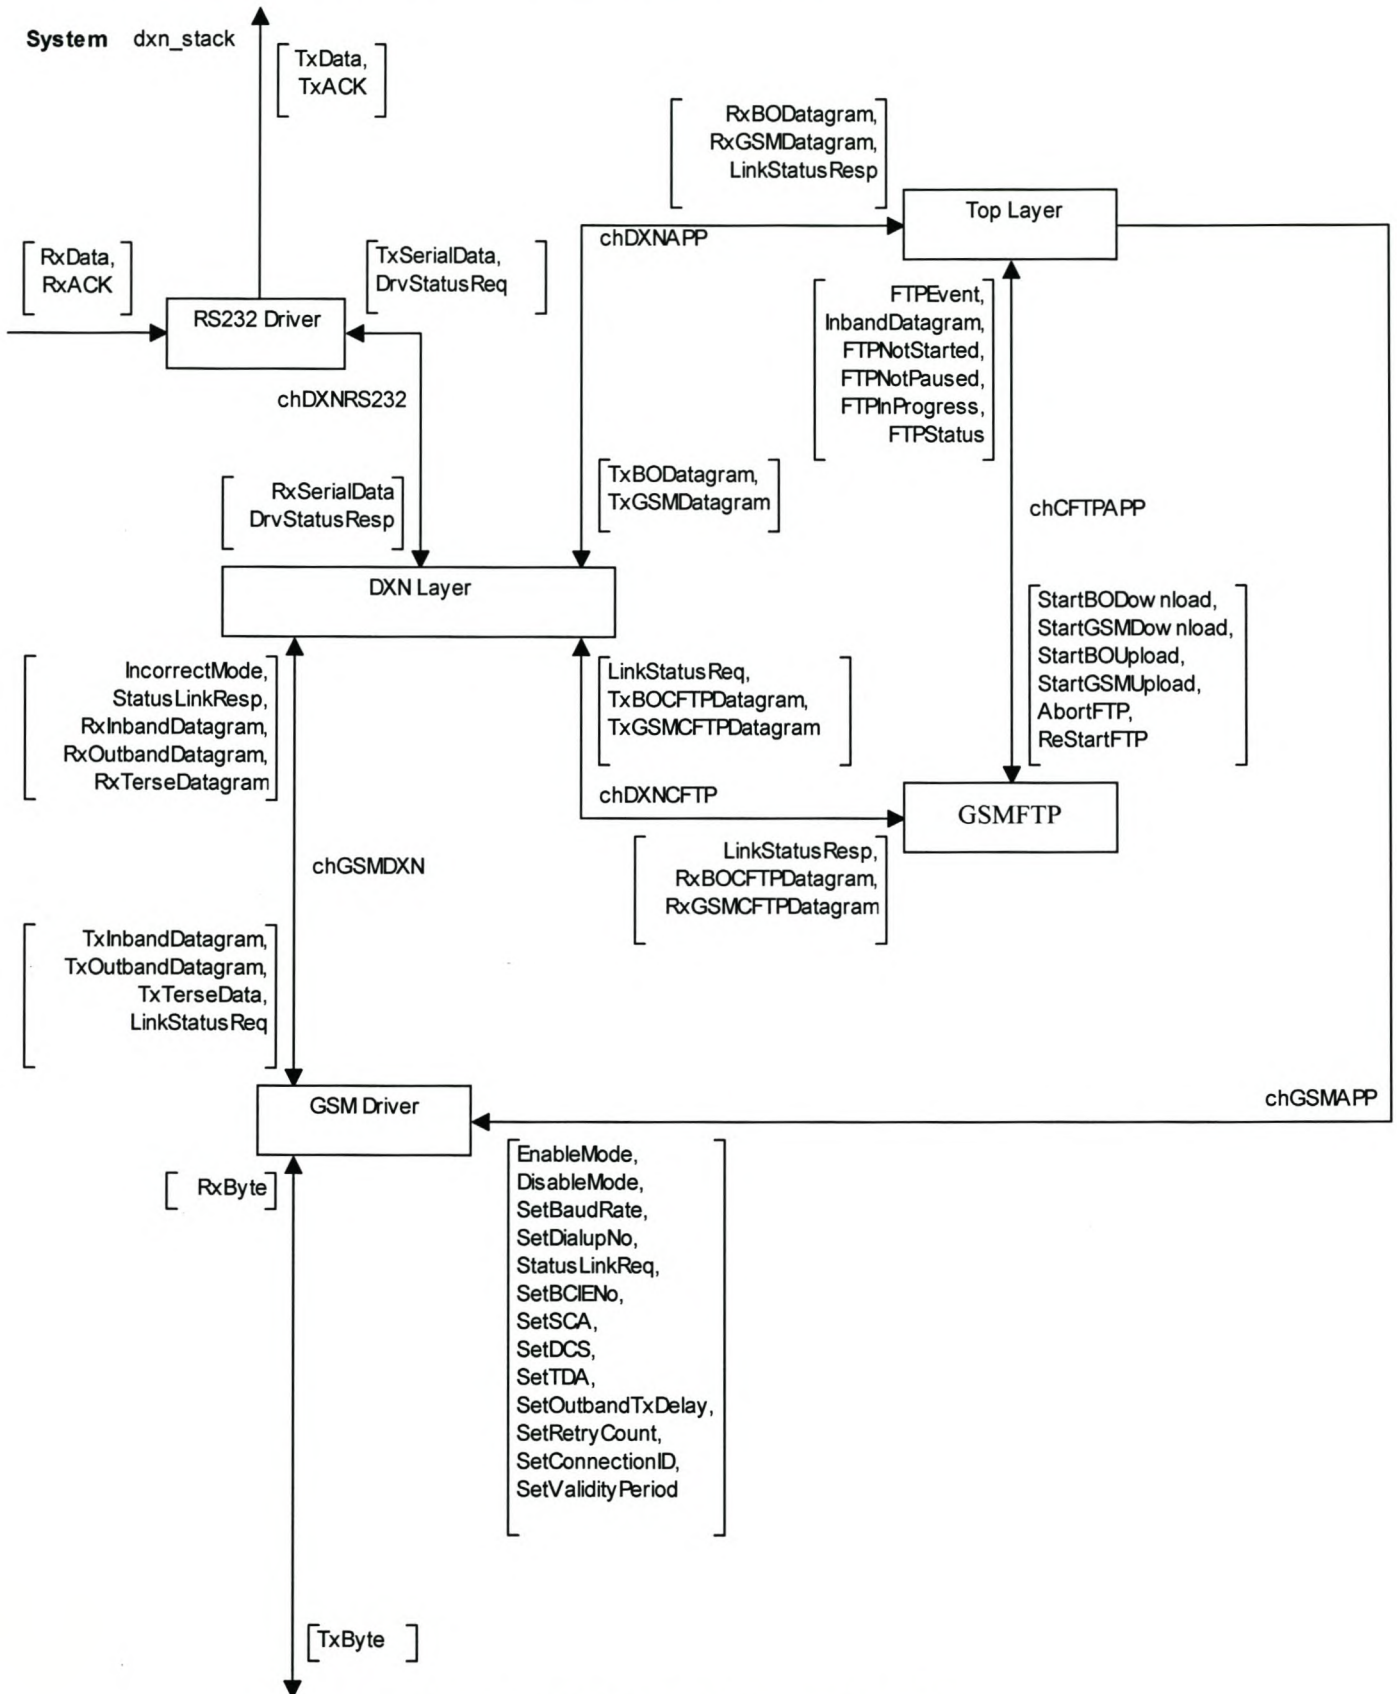 System dxn_stack
TxData,
TxACK
RxBODatagram,
RxGSMDatagram,
LinkStatusResp
Top Layer
chDXNAPP
RxData,
RxACK
TxSerialData,
DrvStatusReq
RS232 Driver
chDXNRS232
FTPEvent,
InbandDatagram,
FTPNotStarted,
FTPNotPaused,
FTPInProgress,
FTPStatus
RxSerialData
DrvStatusResp
TxBODatagram,
TxGSMDatagram
chCFTPAPP
DXN Layer
StartBODownload,
StartGSMDownload,
StartBOUpload,
StartGSMUpload,
AbortFTP,
ReStartFTP
IncorrectMode,
StatusLinkResp,
RxInbandDatagram,
RxOutbandDatagram,
RxTerseDatagram
LinkStatusReq,
TxBOCFTPDatagram,
TxGSMCFTPDatagram
chDXNCFTP
GSMFTP
LinkStatusResp,
RxBOCFTPDatagram,
RxGSMCFTPDatagram
chGSMDXN
TxInbandDatagram,
TxOutbandDatagram,
TxTerseData,
LinkStatusReq
GSM Driver
chGSMAPP
RxByte
EnableMode,
DisableMode,
SetBaudRate,
SetDialupNo,
StatusLinkReq,
SetBCIENo,
SetSCA,
SetDCS,
SetTDA,
SetOutbandTxDelay,
SetRetryCount,
SetConnectionID,
SetValidityPeriod
TxByte